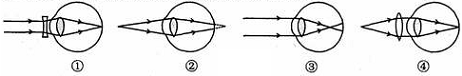 ① ② ③ ④